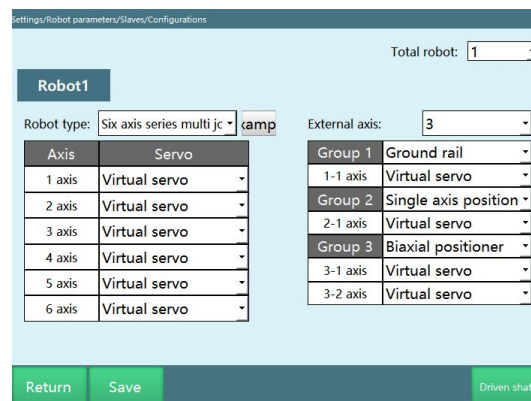 Settings/Robot parameters/Slaves/Configurations
Total robot: 1
Robot1
Robot type: Six axis series multi jc
External axis: 3
Axis Servo
1 axis Virtual servo
2 axis Virtual servo
3 axis Virtual servo
4 axis Virtual servo
5 axis Virtual servo
6 axis Virtual servo
Group 1 Ground rail
1-1 axis Virtual servo
Group 2 Single axis position
2-1 axis Virtual servo
Group 3 Biaxial positioner
3-1 axis Virtual servo
3-2 axis Virtual servo
Return Save Driven shat